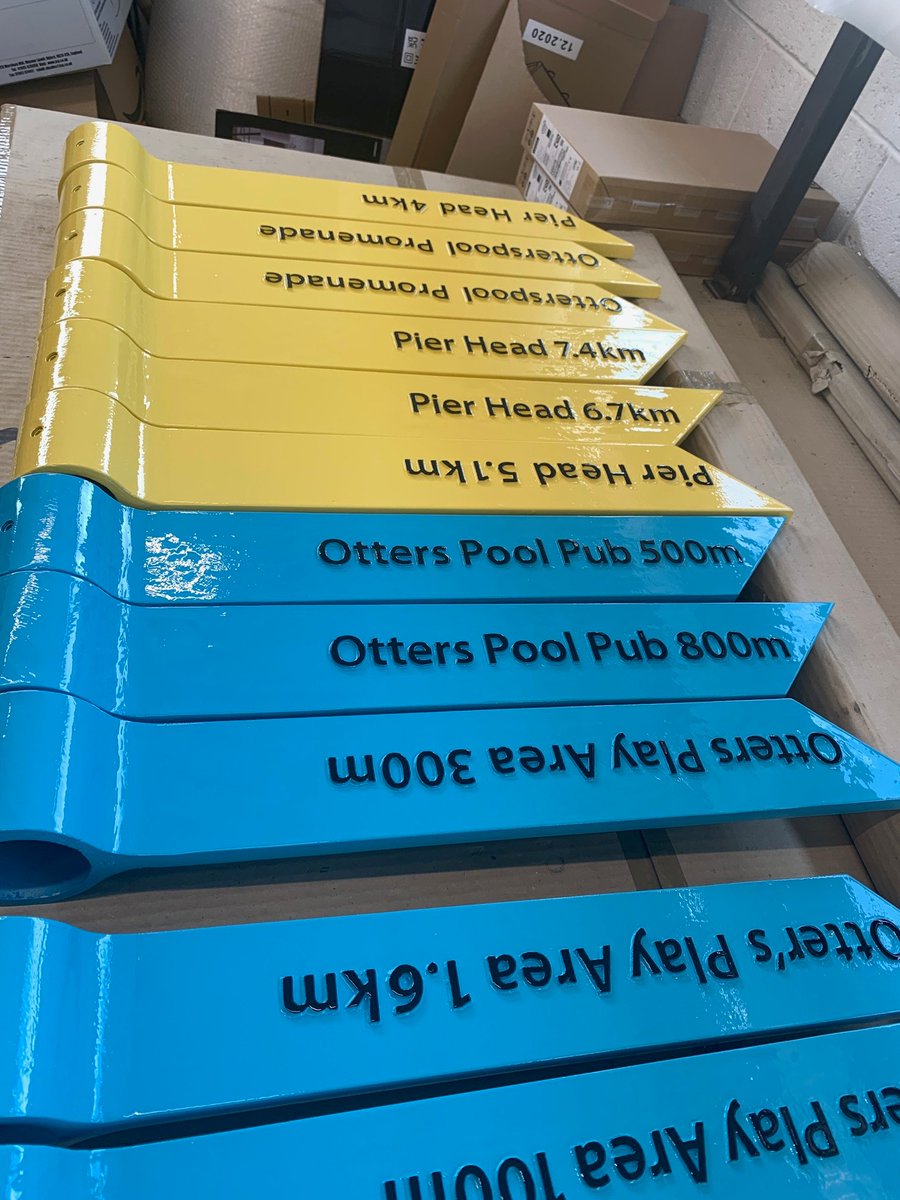 12.2020
Pier Head 4km
Otterspool Promenade
Otterspool Promenade
Pier Head 7.4km
Pier Head 6.7km
Pier Head 5.1km
Otters Pool Pub 500m
Otters Pool Pub 800m
Otters Play Area 300m
Otter's Play Area 1.6km
ers Play Area 100m